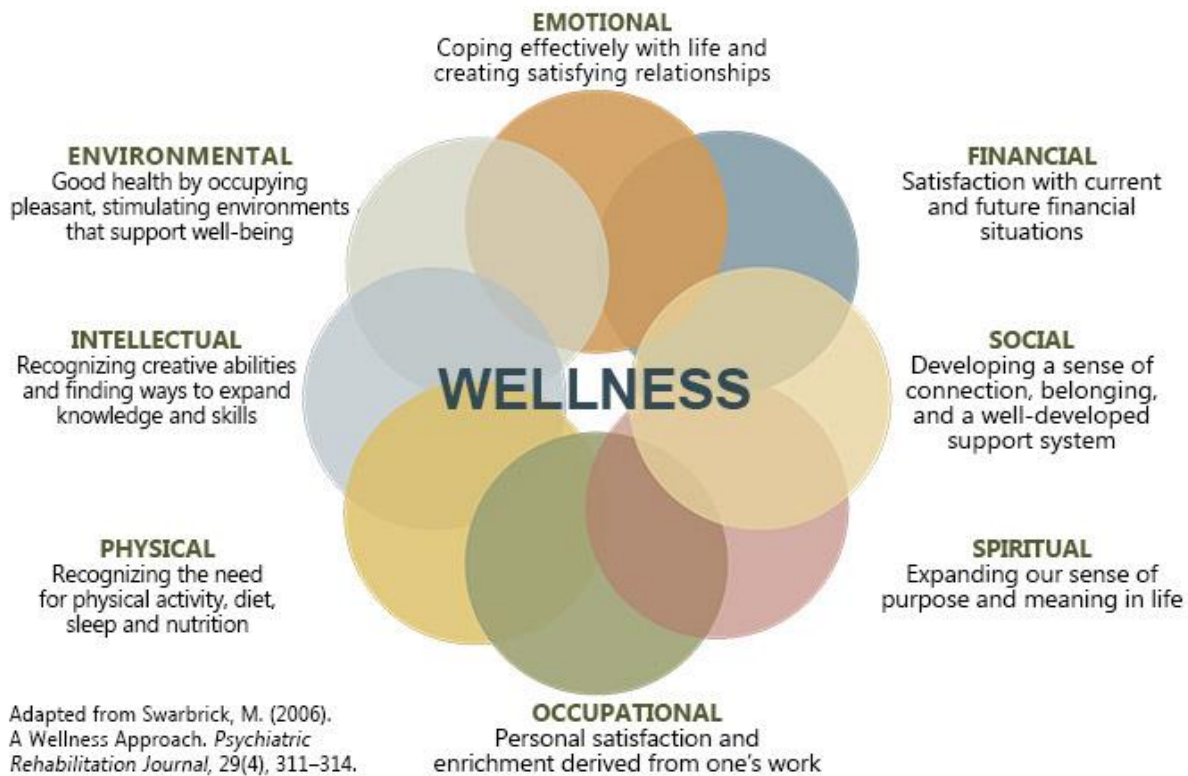 EMOTIONAL
Coping effectively with life and
creating satisfying relationships
ENVIRONMENTAL
Good health by occupying
pleasant, stimulating environments
that support well-being
FINANCIAL
Satisfaction with current
and future financial
situations
INTELLECTUAL
Recognizing creative abilities
and finding ways to expand
knowledge and skills
WELLNESS
SOCIAL
Developing a sense of
connection, belonging,
and a well-developed
support system
PHYSICAL
Recognizing the need
for physical activity, diet,
sleep and nutrition
SPIRITUAL
Expanding our sense of
purpose and meaning in life
OCCUPATIONAL
Personal satisfaction and
enrichment derived from one's work
Adapted from Swarbrick, M. (2006).
A Wellness Approach. Psychiatric
Rehabilitation Journal, 29(4), 311–314.